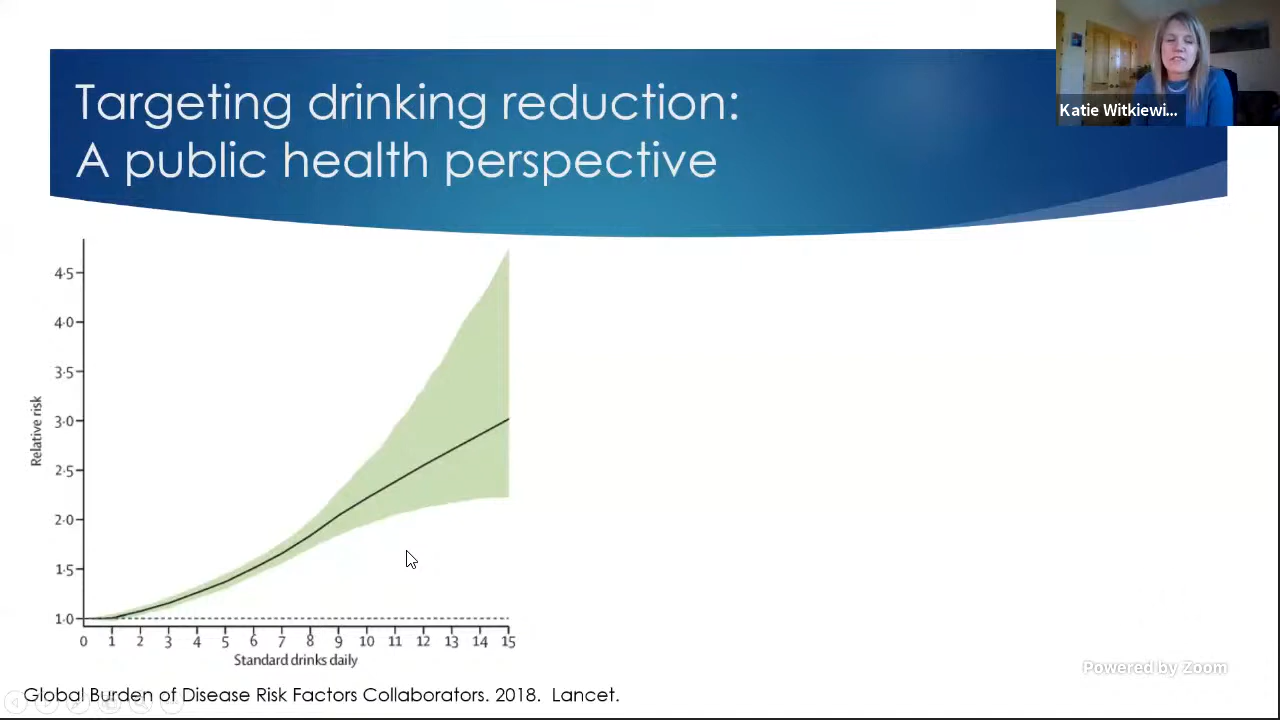 Targeting drinking reduction:
A public health perspective
Katie Witkiewi...
4·5
4·0
3·5
3·0
2·5
2·0
1·5
1·0
Relative risk
0 1 2 3 4 5 6 7 8 9 10 11 12 13 14 15
Standard drinks daily
Powered by Zoom
Global Burden of Disease Risk Factors Collaborators. 2018. Lancet.